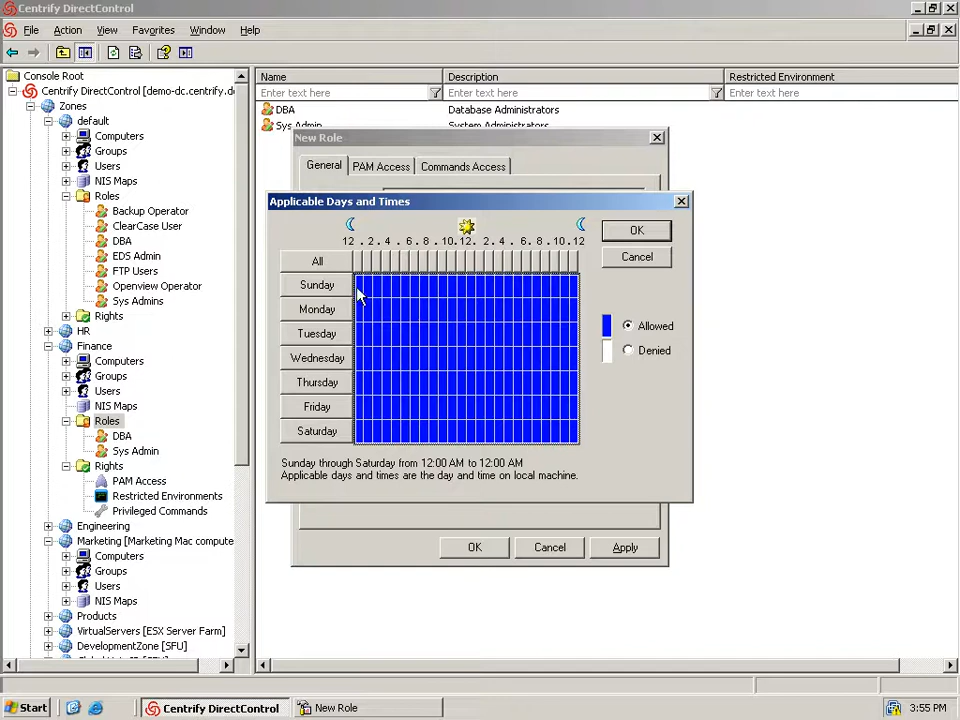 Centrify DirectControl
File Action View Favorites Window Help
Console Root
Centrify DirectControl [demo-dc.centrify.d
Zones
default
Computers
Groups
Users
NIS Maps
Roles
Backup Operator
ClearCase User
DBA
EDS Admin
FTP Users
Openview Operator
Sys Admins
Rights
HR
Finance
Computers
Groups
Users
NIS Maps
Roles
DBA
Sys Admin
Rights
PAM Access
Restricted Environments
Privileged Commands
Engineering
Marketing [Marketing Mac compute
Computers
Groups
Users
NIS Maps
Products
VirtualServers [ESX Server Farm]
DevelopmentZone [SFU]
Name Description Restricted Environment
Enter text here Enter text here Enter text here
DBA Database Administrators
Sys Admin System Administrators
New Role
General PAM Access Commands Access
Applicable Days and Times
12 . 2 . 4 . 6 . 8 . 10 . 12 . 2 . 4 . 6 . 8 . 10 . 12
All
Sunday
Monday
Tuesday
Wednesday
Thursday
Friday
Saturday
OK
Cancel
Allowed
Denied
Sunday through Saturday from 12:00 AM to 12:00 AM
Applicable days and times are the day and time on local machine.
OK Cancel Apply
Start Centrify DirectControl New Role 3:55 PM